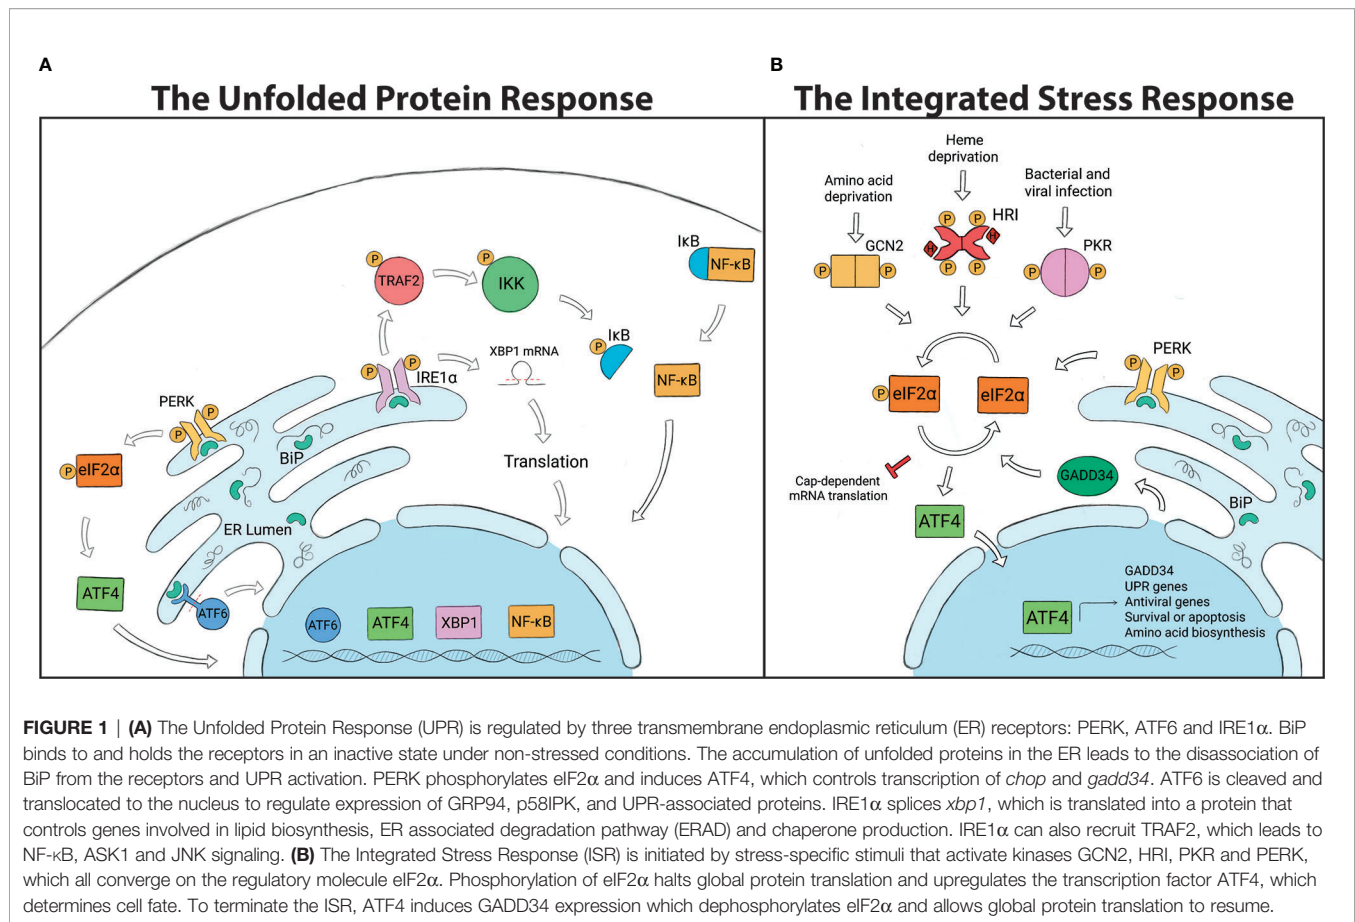 A
The Unfolded Protein Response
IκB
NF-κB
P
TRAF2
P
IKK
P
IκB
NF-κB
P
P
IRE1α
XBP1 mRNA
Translation
PERK
P
P
P
eIF2α
BiP
ER Lumen
ATF4
ATF6
ATF6
ATF4
XBP1
NF-κB
B
The Integrated Stress Response
Heme
deprivation
Amino acid
deprivation
Bacterial and
viral infection
P
P
HRI
H
H
P
P
GCN2
P
P
PKR
P
P
PERK
P
P
P
eIF2α
eIF2α
Cap-dependent
mRNA translation
GADD34
BiP
ATF4
ATF4
GADD34
UPR genes
Antiviral genes
Survival or apoptosis
Amino acid biosynthesis
FIGURE 1 | (A) The Unfolded Protein Response (UPR) is regulated by three transmembrane endoplasmic reticulum (ER) receptors: PERK, ATF6 and IRE1α. BiP
binds to and holds the receptors in an inactive state under non-stressed conditions. The accumulation of unfolded proteins in the ER leads to the disassociation of
BiP from the receptors and UPR activation. PERK phosphorylates eIF2α and induces ATF4, which controls transcription of chop and gadd34. ATF6 is cleaved and
translocated to the nucleus to regulate expression of GRP94, p58IPK, and UPR-associated proteins. IRE1α splices xbp1, which is translated into a protein that
controls genes involved in lipid biosynthesis, ER associated degradation pathway (ERAD) and chaperone production. IRE1α can also recruit TRAF2, which leads to
NF-κB, ASK1 and JNK signaling. (B) The Integrated Stress Response (ISR) is initiated by stress-specific stimuli that activate kinases GCN2, HRI, PKR and PERK,
which all converge on the regulatory molecule eIF2α. Phosphorylation of eIF2α halts global protein translation and upregulates the transcription factor ATF4, which
determines cell fate. To terminate the ISR, ATF4 induces GADD34 expression which dephosphorylates eIF2α and allows global protein translation to resume.